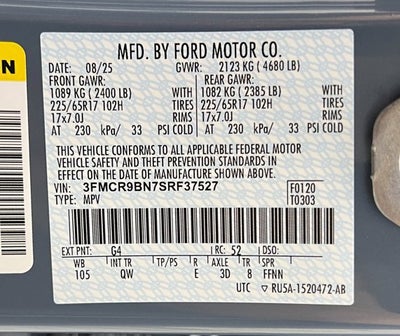 N
MFD. BY FORD MOTOR CO.
DATE: 08/25 GVWR: 2123 KG ( 4680 LB)
FRONT GAWR: REAR GAWR:
1089 KG ( 2400 LB) WITH 1082 KG ( 2385 LB) WITH
225/65R17 102H TIRES 225/65R17 102H TIRES
17x7.0J RIMS 17x7.0J RIMS
AT 230 kPa/ 33 PSI COLD AT 230 kPa/ 33 PSI COLD
THIS VEHICLE CONFORMS TO ALL APPLICABLE FEDERAL MOTOR
VEHICLE SAFETY AND THEFT PREVENTION STANDARDS IN
EFFECT ON THE DATE OF MANUFACTURE SHOWN ABOVE.
VIN: 3FMCR9BN7SRF37527 F0120
TYPE: MPV T0303
EXT PNT: G4 RC: 52 DSO:
WB INT TR TP/PS R AXLE TR SPR
105 QW E 3D 8 FFNN
UTC ▽ RU5A-1520472-AB